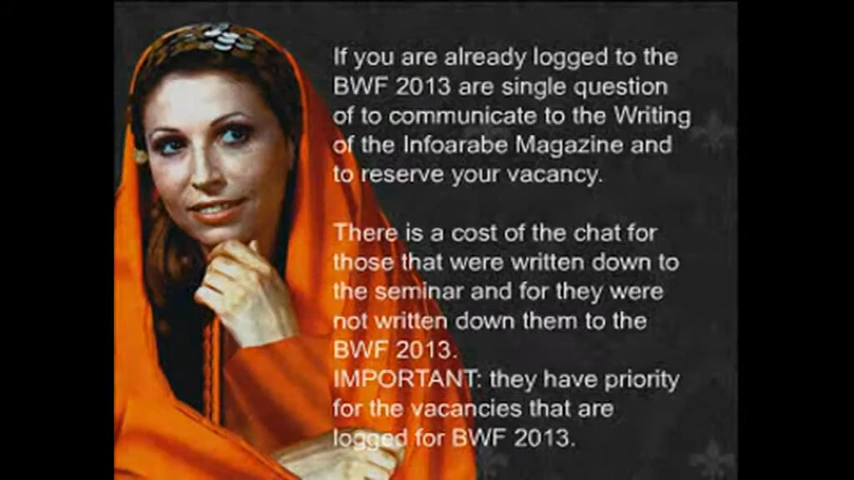 If you are already logged to the
BWF 2013 are single question
of to communicate to the Writing
of the Infoarabe Magazine and
to reserve your vacancy.
There is a cost of the chat for
those that were written down to
the seminar and for they were
not written down them to the
BWF 2013.
IMPORTANT: they have priority
for the vacancies that are
logged for BWF 2013.